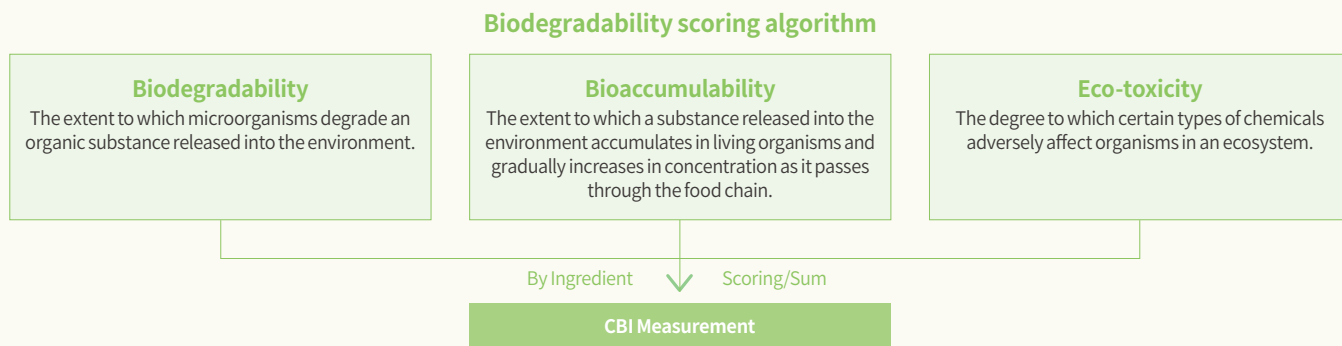 Biodegradability scoring algorithm
Biodegradability
The extent to which microorganisms degrade an
organic substance released into the environment.
Bioaccumulability
The extent to which a substance released into the
environment accumulates in living organisms and
gradually increases in concentration as it passes
through the food chain.
Eco-toxicity
The degree to which certain types of chemicals
adversely affect organisms in an ecosystem.
By Ingredient
Scoring/Sum
CBI Measurement